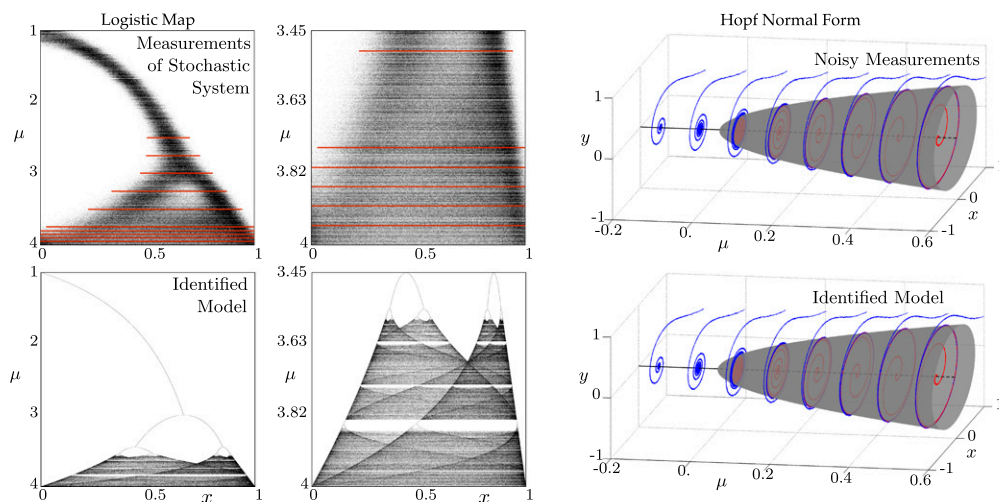 Logistic Map
Hopf Normal Form
1
2
μ
3
4
0
0.5
1
Measurements
of Stochastic
System
3.45
3.63
μ
3.82
4
0
0.5
1
Noisy Measurements
1
y
0
-1
-0.2
0.
μ
0.2
0.4
0.6
-1
x
0
1
1
2
μ
3
4
0
0.5
x
1
Identified
Model
3.45
3.63
μ
3.82
4
0
0.5
x
1
Identified Model
1
y
0
-1
-0.2
0.
μ
0.2
0.4
0.6
-1
x
0
1